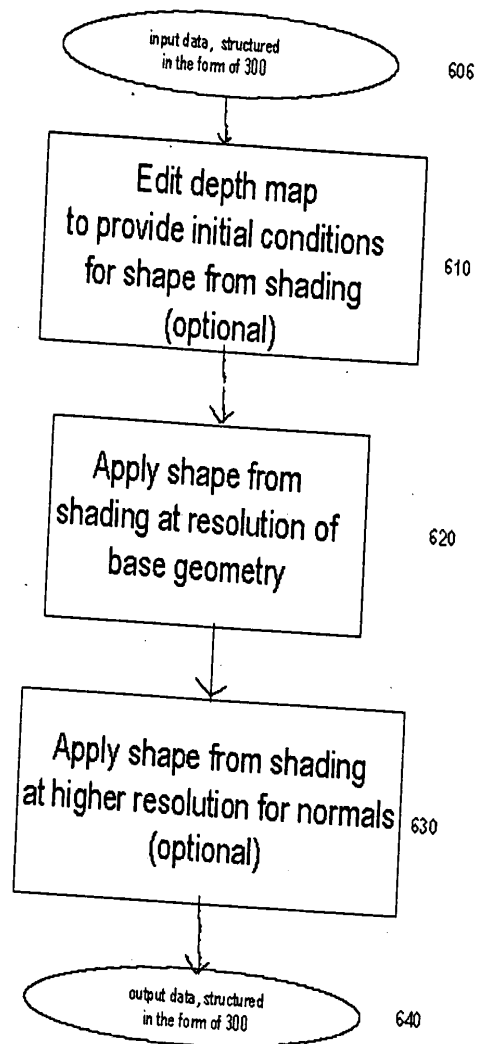 input data, structured
in the form of 300
606
Edit depth map
to provide initial conditions
for shape from shading
(optional)
610
Apply shape from
shading at resolution of
base geometry
620
Apply shape from shading
at higher resolution for normals
(optional)
630
output data, structured
in the form of 300
640